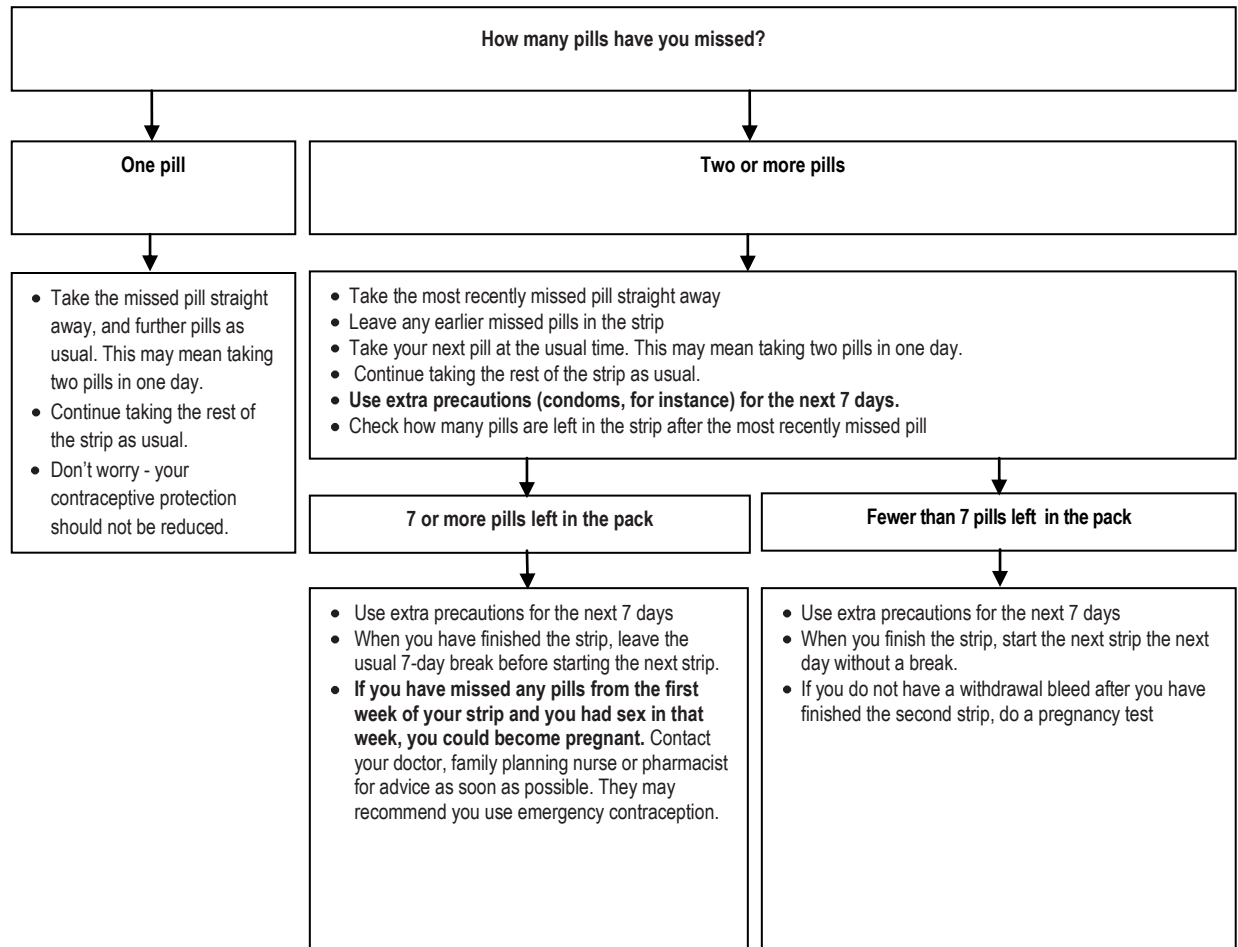 How many pills have you missed?
One pill
Two or more pills
• Take the missed pill straight
away, and further pills as
usual. This may mean taking
two pills in one day.
• Continue taking the rest of
the strip as usual.
• Don't worry - your
contraceptive protection
should not be reduced.
• Take the most recently missed pill straight away
• Leave any earlier missed pills in the strip
• Take your next pill at the usual time. This may mean taking two pills in one day.
• Continue taking the rest of the strip as usual.
• Use extra precautions (condoms, for instance) for the next 7 days.
• Check how many pills are left in the strip after the most recently missed pill
7 or more pills left in the pack
Fewer than 7 pills left in the pack
• Use extra precautions for the next 7 days
• When you have finished the strip, leave the
usual 7-day break before starting the next strip.
• If you have missed any pills from the first
week of your strip and you had sex in that
week, you could become pregnant. Contact
your doctor, family planning nurse or pharmacist
for advice as soon as possible. They may
recommend you use emergency contraception.
• Use extra precautions for the next 7 days
• When you finish the strip, start the next strip the next
day without a break.
• If you do not have a withdrawal bleed after you have
finished the second strip, do a pregnancy test